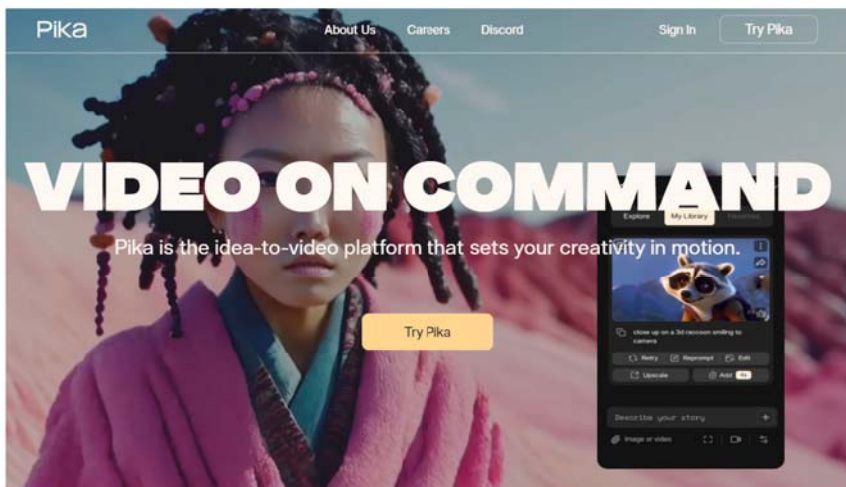 Pika
About Us Careers Discord
Sign In Try Pika
VIDEO ON COMMAND
Pika is the idea-to-video platform that sets your creativity in motion.
Try Pika
Explore My Library Favorites
close up on a 3d raccoon smiling to
camera
Retry Reprompt Edit
Upscale Add 4s
Describe your story
Image or video